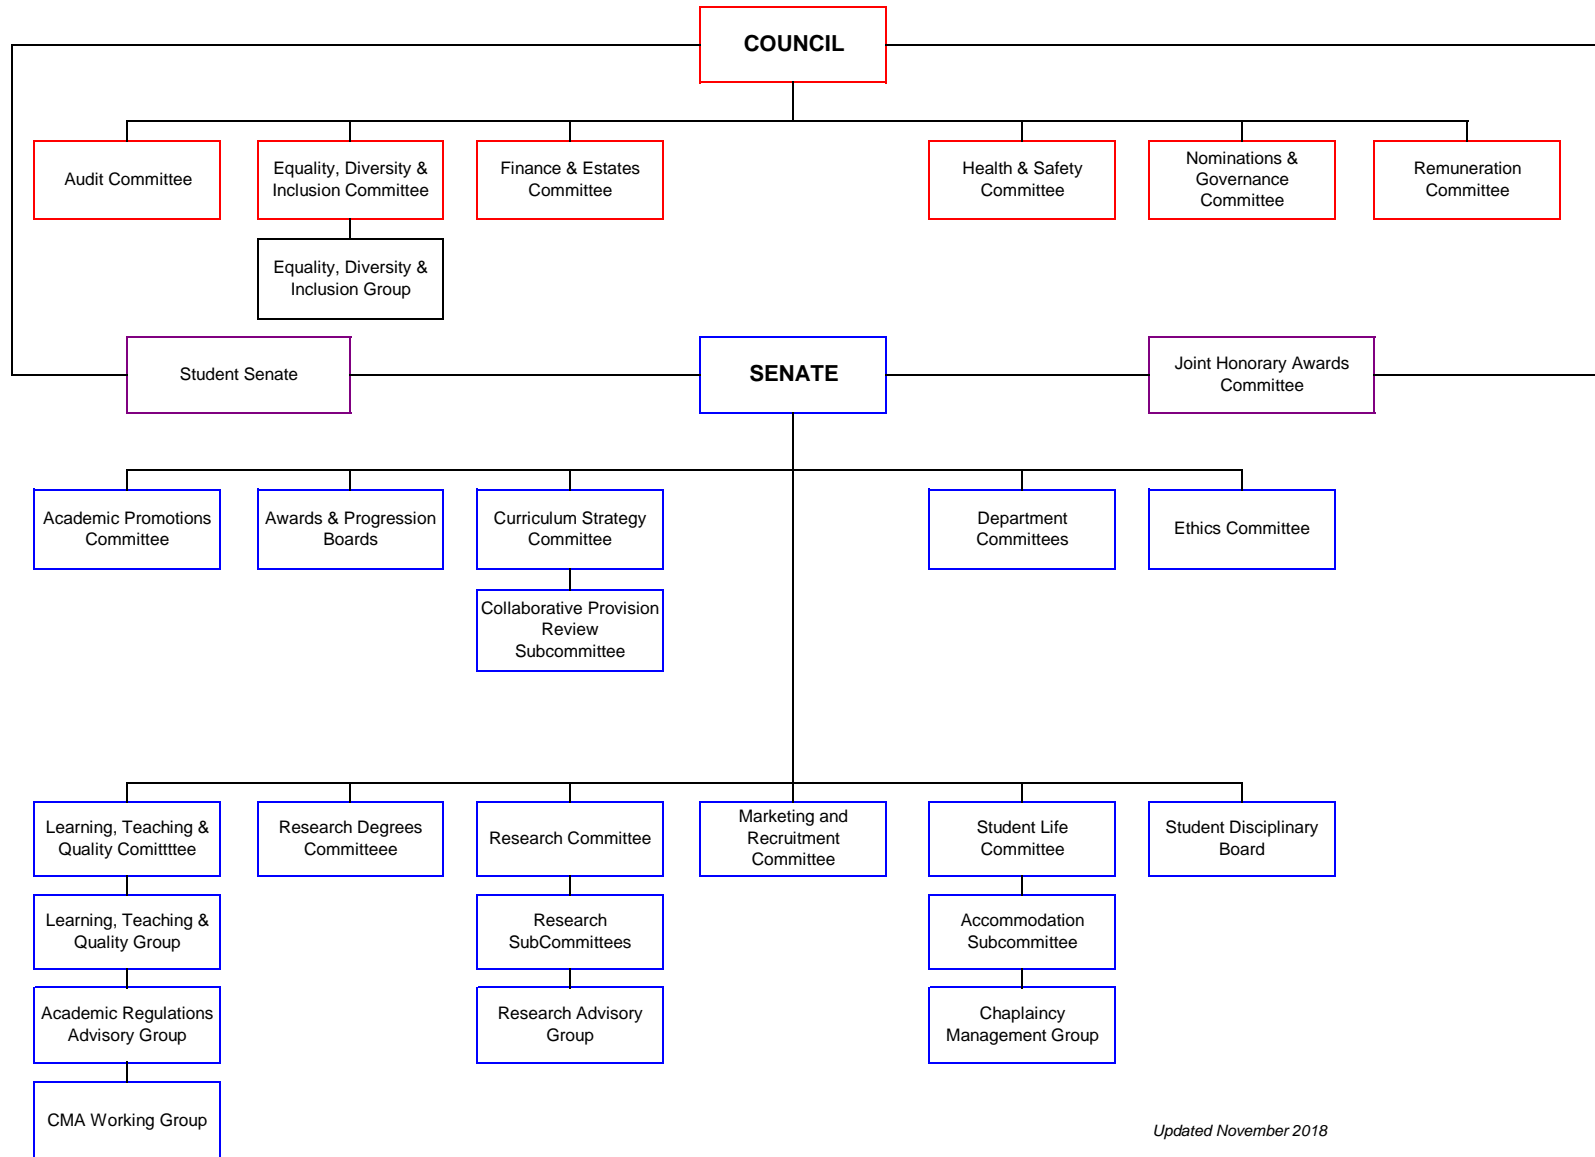 COUNCIL
Audit Committee
Equality, Diversity &
Inclusion Committee
Finance & Estates
Committee
Health & Safety
Committee
Nominations &
Governance
Committee
Remuneration
Committee
Equality, Diversity &
Inclusion Group
Student Senate
SENATE
Joint Honorary Awards
Committee
Academic Promotions
Committee
Awards & Progression
Boards
Curriculum Strategy
Committee
Department
Committees
Ethics Committee
Collaborative Provision
Review
Subcommittee
Learning, Teaching &
Quality Comittttee
Research Degrees
Committeee
Research Committee
Marketing and
Recruitment
Committee
Student Life
Committee
Student Disciplinary
Board
Learning, Teaching &
Quality Group
Research
SubCommittees
Accommodation
Subcommittee
Academic Regulations
Advisory Group
Research Advisory
Group
Chaplaincy
Management Group
CMA Working Group
Updated November 2018